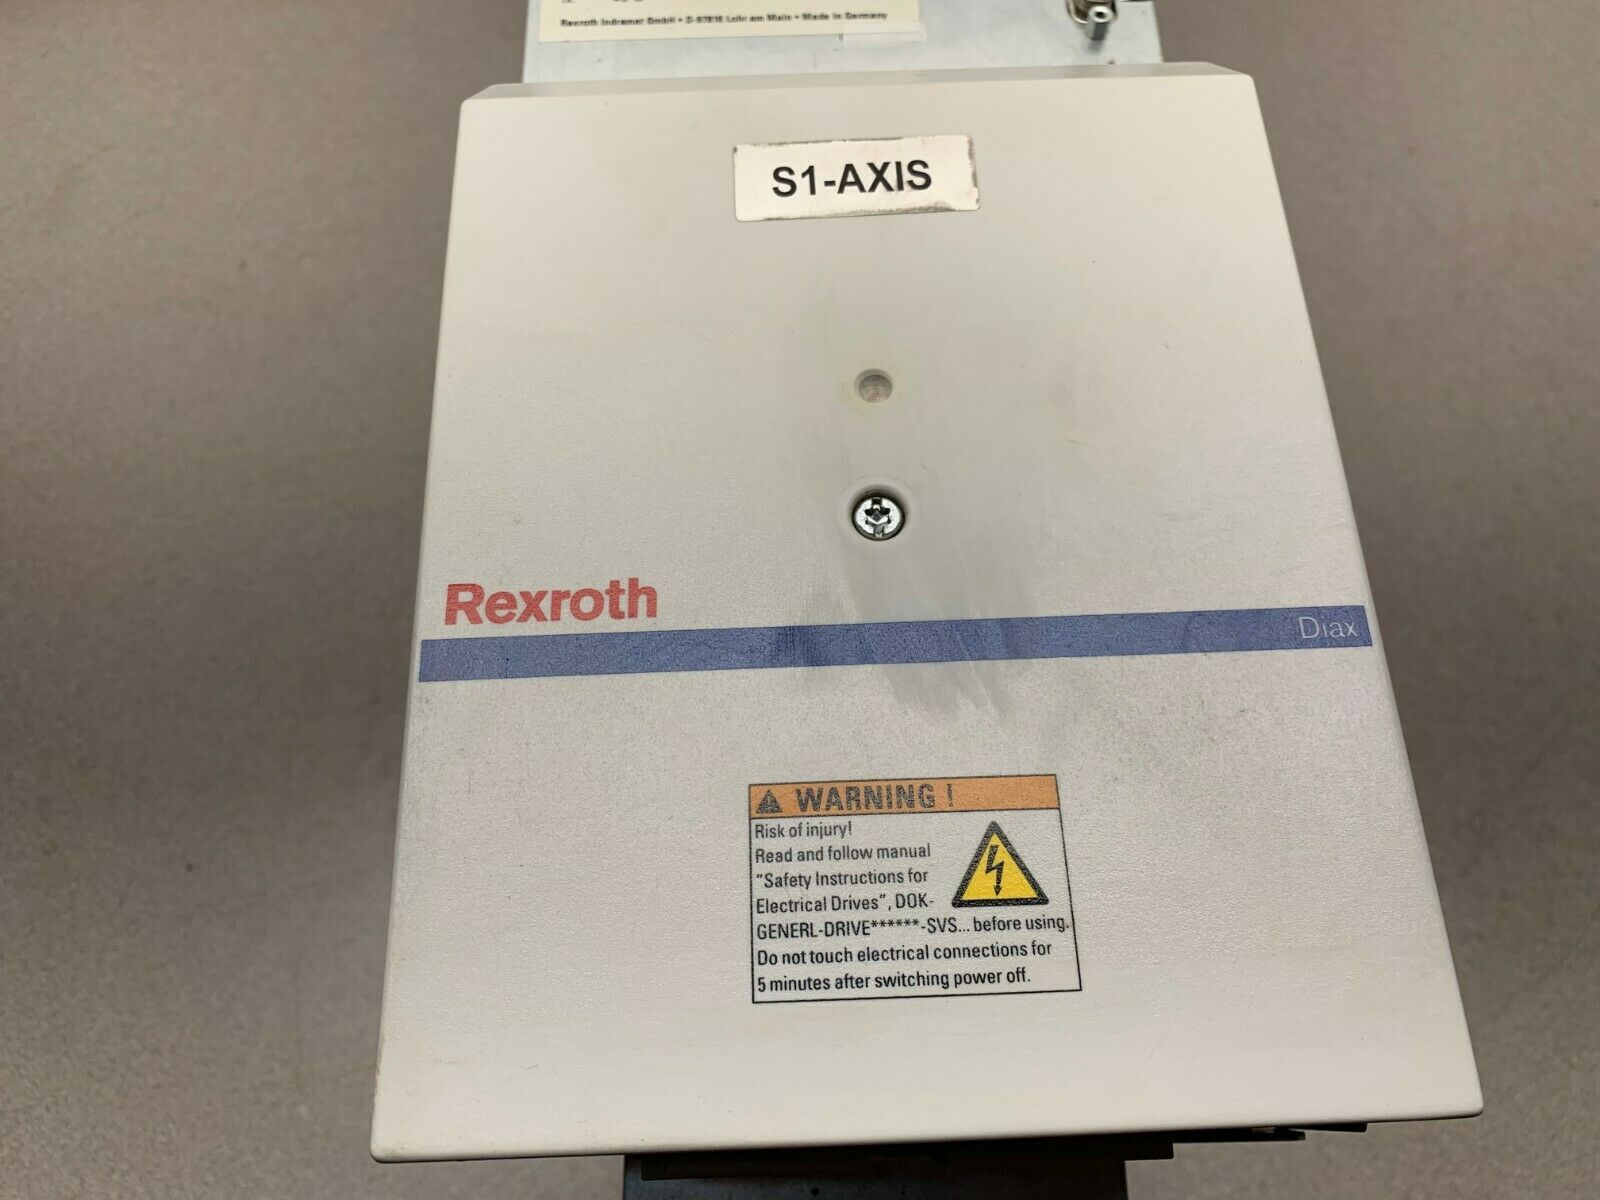 Rexroth Indramat GmbH • D-97816 Lohr am Main • Made in Germany
S1-AXIS
Rexroth
Diax
WARNING !
Risk of injury!
Read and follow manual
"Safety Instructions for
Electrical Drives", DOK-
GENERL-DRIVE******-SVS... before using.
Do not touch electrical connections for
5 minutes after switching power off.